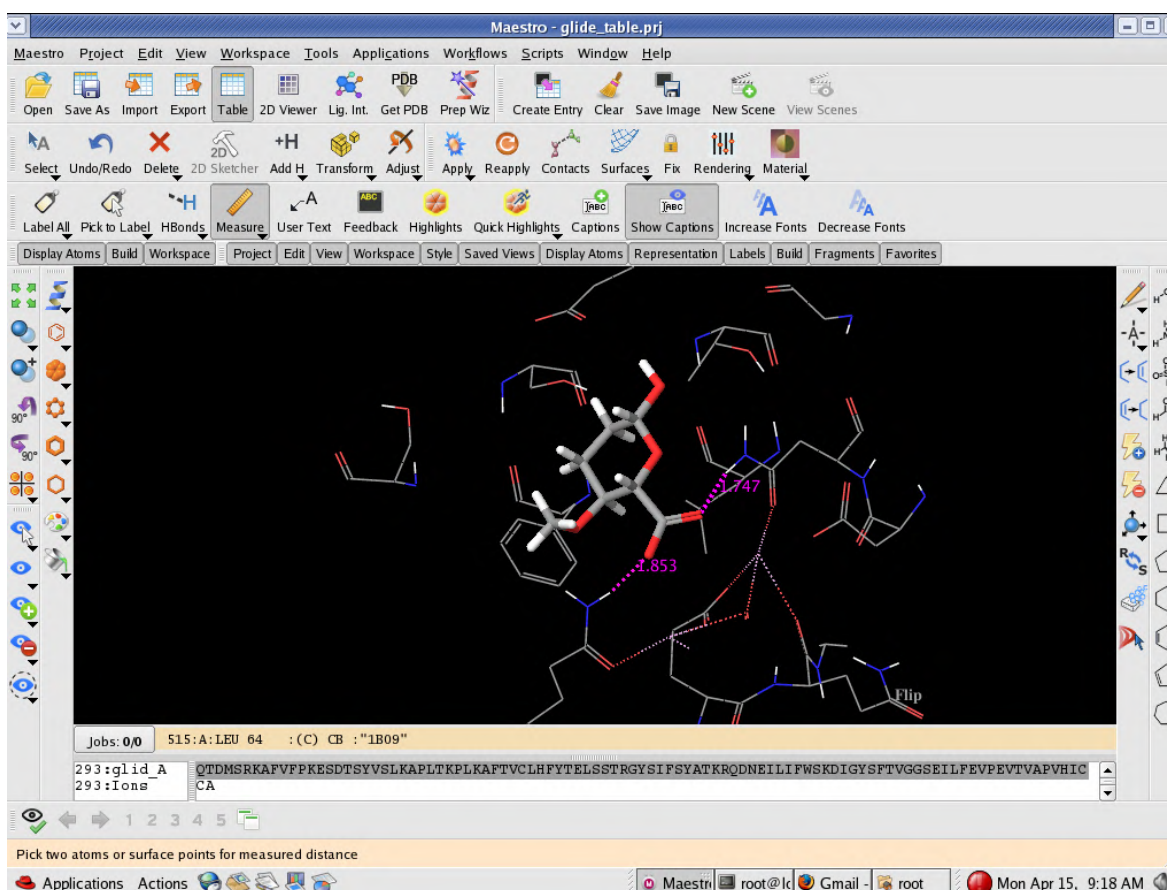 Maestro - glide_table.prj
Maestro Project Edit View Workspace Tools Applications Workflows Scripts Window Help
PDB
Open Save As Import Export Table 2D Viewer Lig. Int. Get PDB Prep Wiz Create Entry Clear Save Image New Scene View Scenes
A 2D +H
Select Undo/Redo Delete 2D Sketcher Add H Transform Adjust Apply Reapply Contacts Surfaces Fix Rendering Material
H A ABC ABC ABC A
Label All Pick to Label HBonds Measure User Text Feedback Highlights Quick Highlights Captions Show Captions Increase Fonts Decrease Fonts
Display Atoms Build Workspace Project Edit View Workspace Style Saved Views Display Atoms Representation Labels Build Fragments Favorites
90°
90°
1.747
1.853
Flip
R S
Jobs: 0/0 515:A:LEU 64 :(C) CB :"1B09"
293:glid_A QTDMSRKAFVFPKESDTSYVSLKAPLTKPLKAFTVCLHFYTELSSTRGYSIFSYATKRQDNEILIFWSKDIGYSFTVGGSEILFEVPEVTVAPVHIC
293:Ions CA
1 2 3 4 5
Pick two atoms or surface points for measured distance
Applications Actions Maestr root@lc Gmail - root Mon Apr 15, 9:18 AM